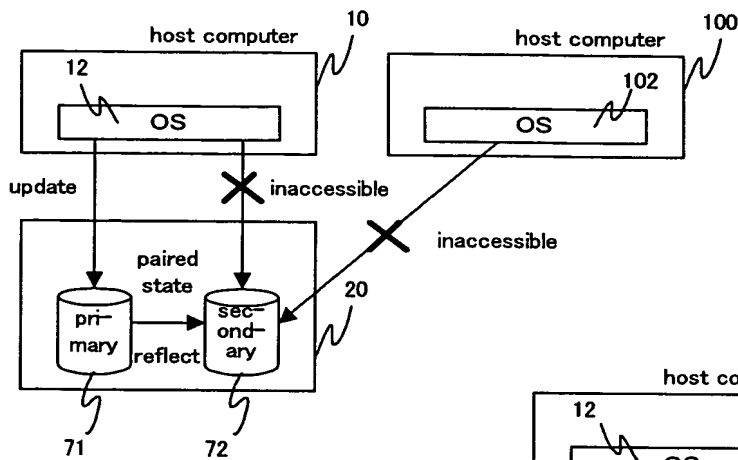 host computer
10
host computer
100
12
OS
102
OS
update
inaccessible
inaccessible
paired
state
20
pri-
mary
sec-
ond-
ary
reflect
71
72
host co
12